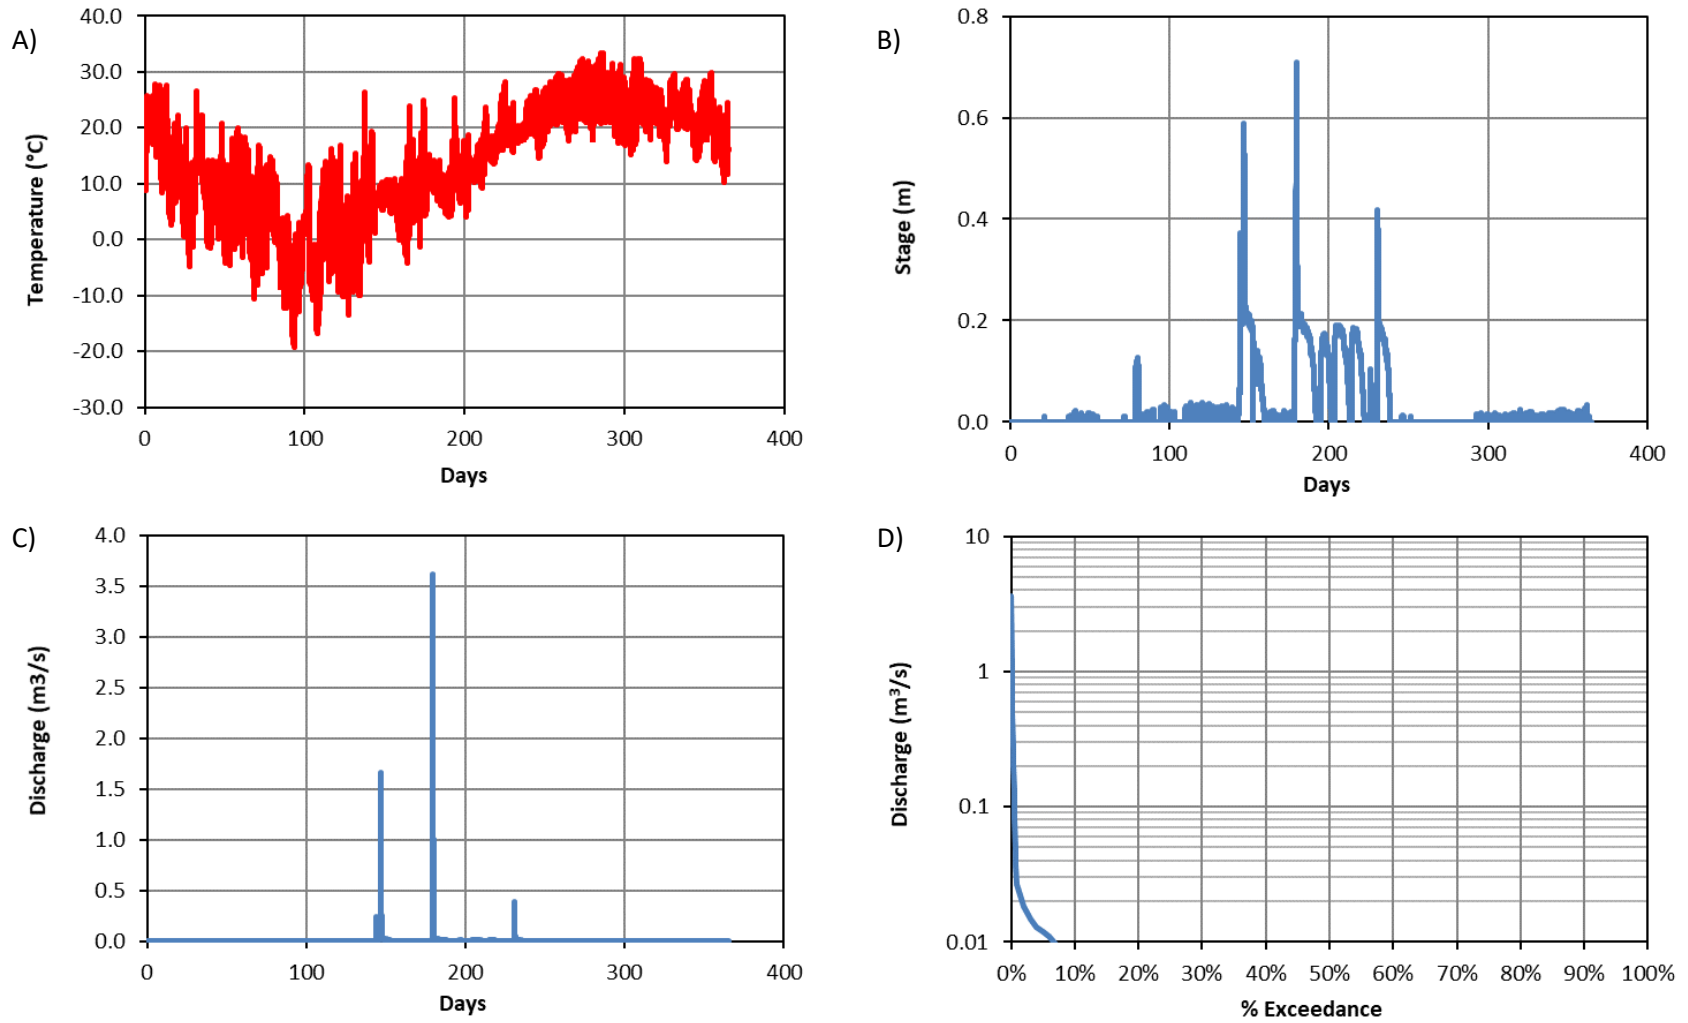 A)
40.0
30.0
20.0
10.0
0.0
-10.0
-20.0
-30.0
Temperature (°C)
0 100 200 300 400
Days
B)
0.8
0.6
0.4
0.2
0.0
Stage (m)
0 100 200 300 400
Days
C)
4.0
3.5
3.0
2.5
2.0
1.5
1.0
0.5
0.0
Discharge (m3/s)
0 100 200 300 400
Days
D)
10
1
0.1
0.01
Discharge (m³/s)
0% 10% 20% 30% 40% 50% 60% 70% 80% 90% 100%
% Exceedance